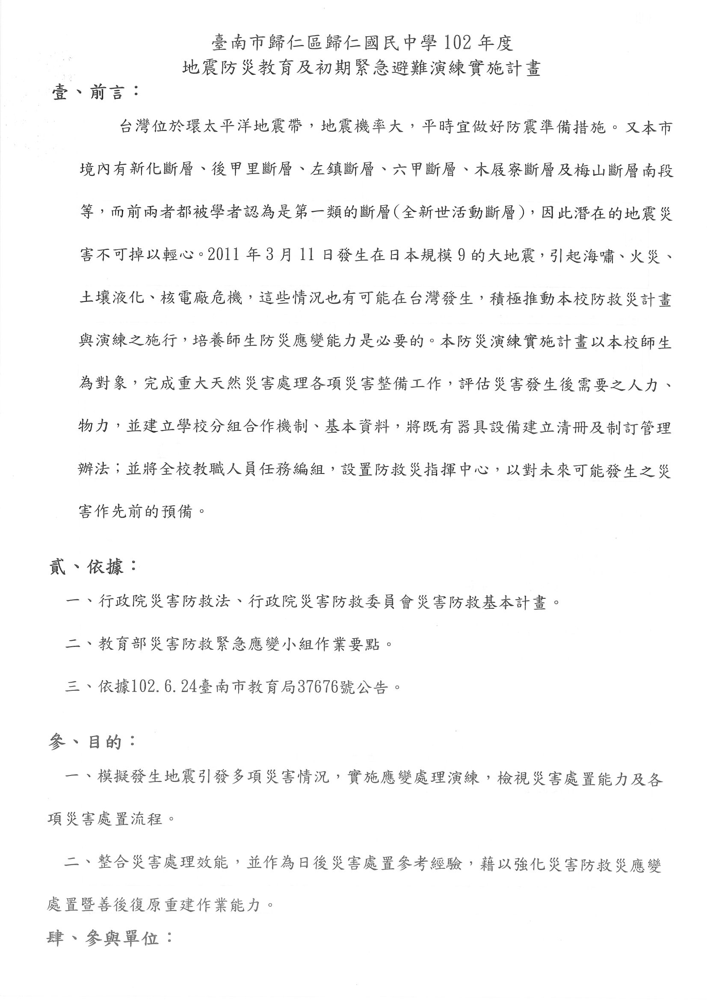 臺南市歸仁區歸仁國民中學 102 年度
地震防災教育及初期緊急避難演練實施計畫
壹、前言：
台灣位於環太平洋地震帶，地震機率大，平時宜做好防震準備措施。又本市
境內有新化斷層、後甲里斷層、左鎮斷層、六甲斷層、木屐寮斷層及梅山斷層南段
等，而前兩者都被學者認為是第一類的斷層(全新世活動斷層)，因此潛在的地震災
害不可掉以輕心。2011 年 3 月 11 日發生在日本規模 9 的大地震，引起海嘯、火災、
土壤液化、核電廠危機，這些情況也有可能在台灣發生，積極推動本校防救災計畫
與演練之施行，培養師生防災應變能力是必要的。本防災演練實施計畫以本校師生
為對象，完成重大天然災害處理各項災害整備工作，評估災害發生後需要之人力、
物力，並建立學校分組合作機制、基本資料，將既有器具設備建立清冊及制訂管理
辦法；並將全校教職人員任務編組，設置防救災指揮中心，以對未來可能發生之災
害作先前的預備。
貳、依據：
一、行政院災害防救法、行政院災害防救委員會災害防救基本計畫。
二、教育部災害防救緊急應變小組作業要點。
三、依據102.6.24臺南市教育局37676號公告。
參、目的：
一、模擬發生地震引發多項災害情況，實施應變處理演練，檢視災害處置能力及各
項災害處置流程。
二、整合災害處理效能，並作為日後災害處置參考經驗，藉以強化災害防救災應變
處置暨善後復原重建作業能力。
肆、參與單位：